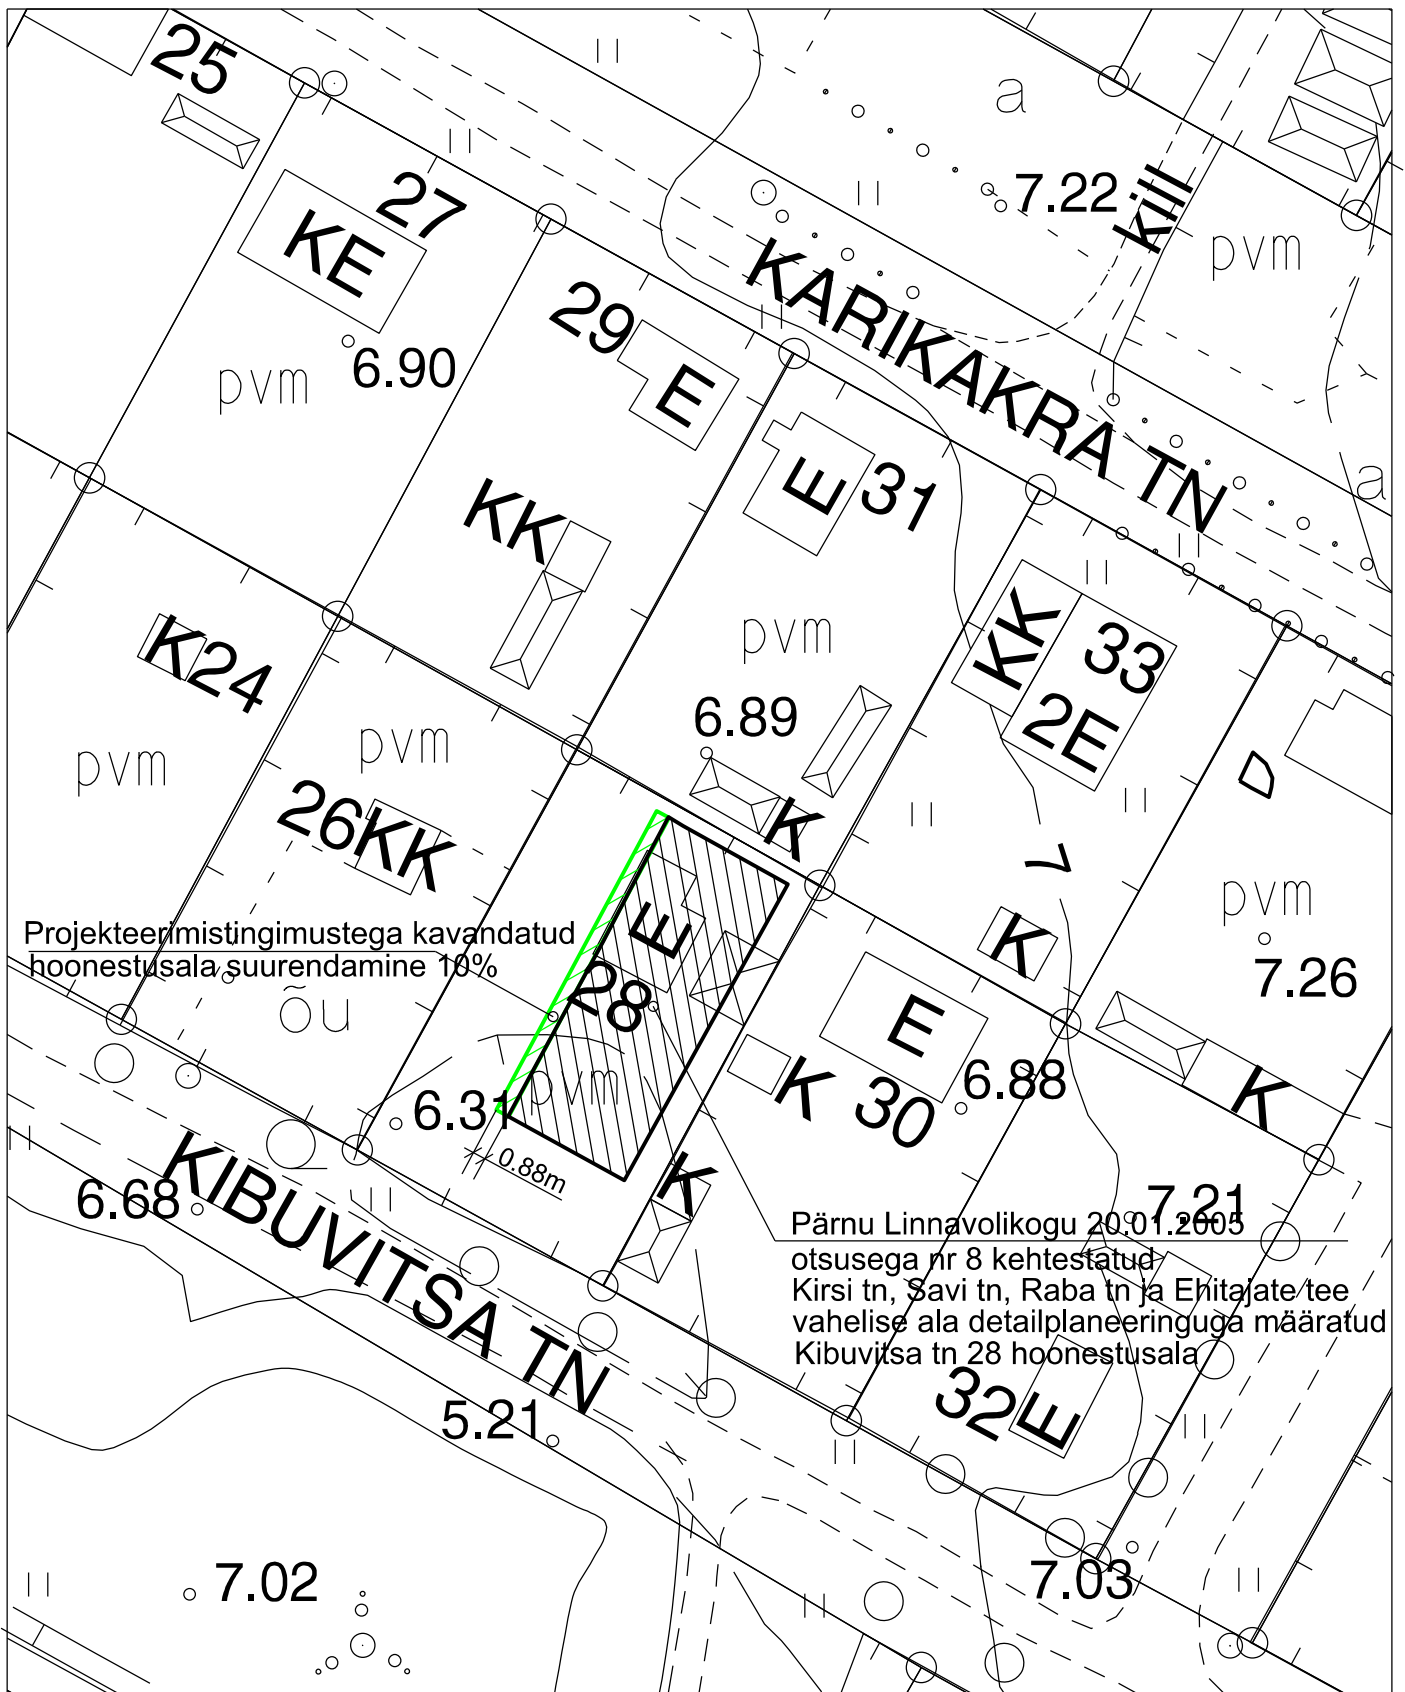 25
a
27
7.22
kill
KE
pvm
KARIKAKRA TN
29
6.90
pvm
E
31
E
a
KK
KK
33
pvm
2E
K24
6.89
pvm
pvm
26KK
K
7
pvm
E
K
Projekteerimistingimustega kavandatud
hoonestusala suurendamine 10%
28
7.26
õu
E
pvm
6.31
K 30
6.88
K
0.88m
K
KIBUVITSA TN
6.68
7.21
Pärnu Linnavolikogu 20.01.2005
otsusega nr 8 kehtestatud
Kirsi tn, Savi tn, Raba tn ja Ehitajate tee
vahelise ala detailplaneeringuga määratud
Kibuvitsa tn 28 hoonestusala
32E
5.21
7.02
7.03